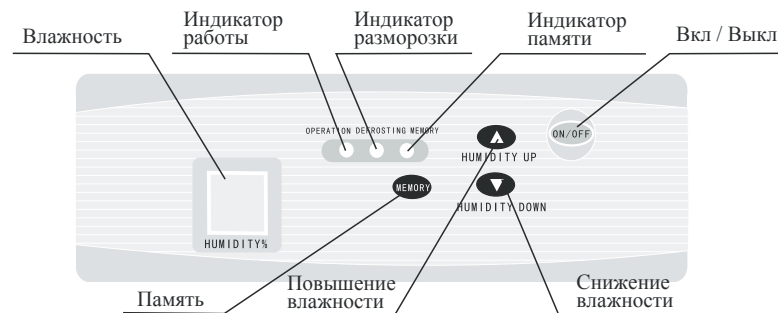 Влажность
Индикатор
работы
Индикатор
разморозки
Индикатор
памяти
Вкл / Выкл
OPERATION DEFROSTING MEMORY
ON/OFF
HUMIDITY UP
MEMORY
HUMIDITY DOWN
HUMIDITY%
Память
Повышение
влажности
Снижение
влажности